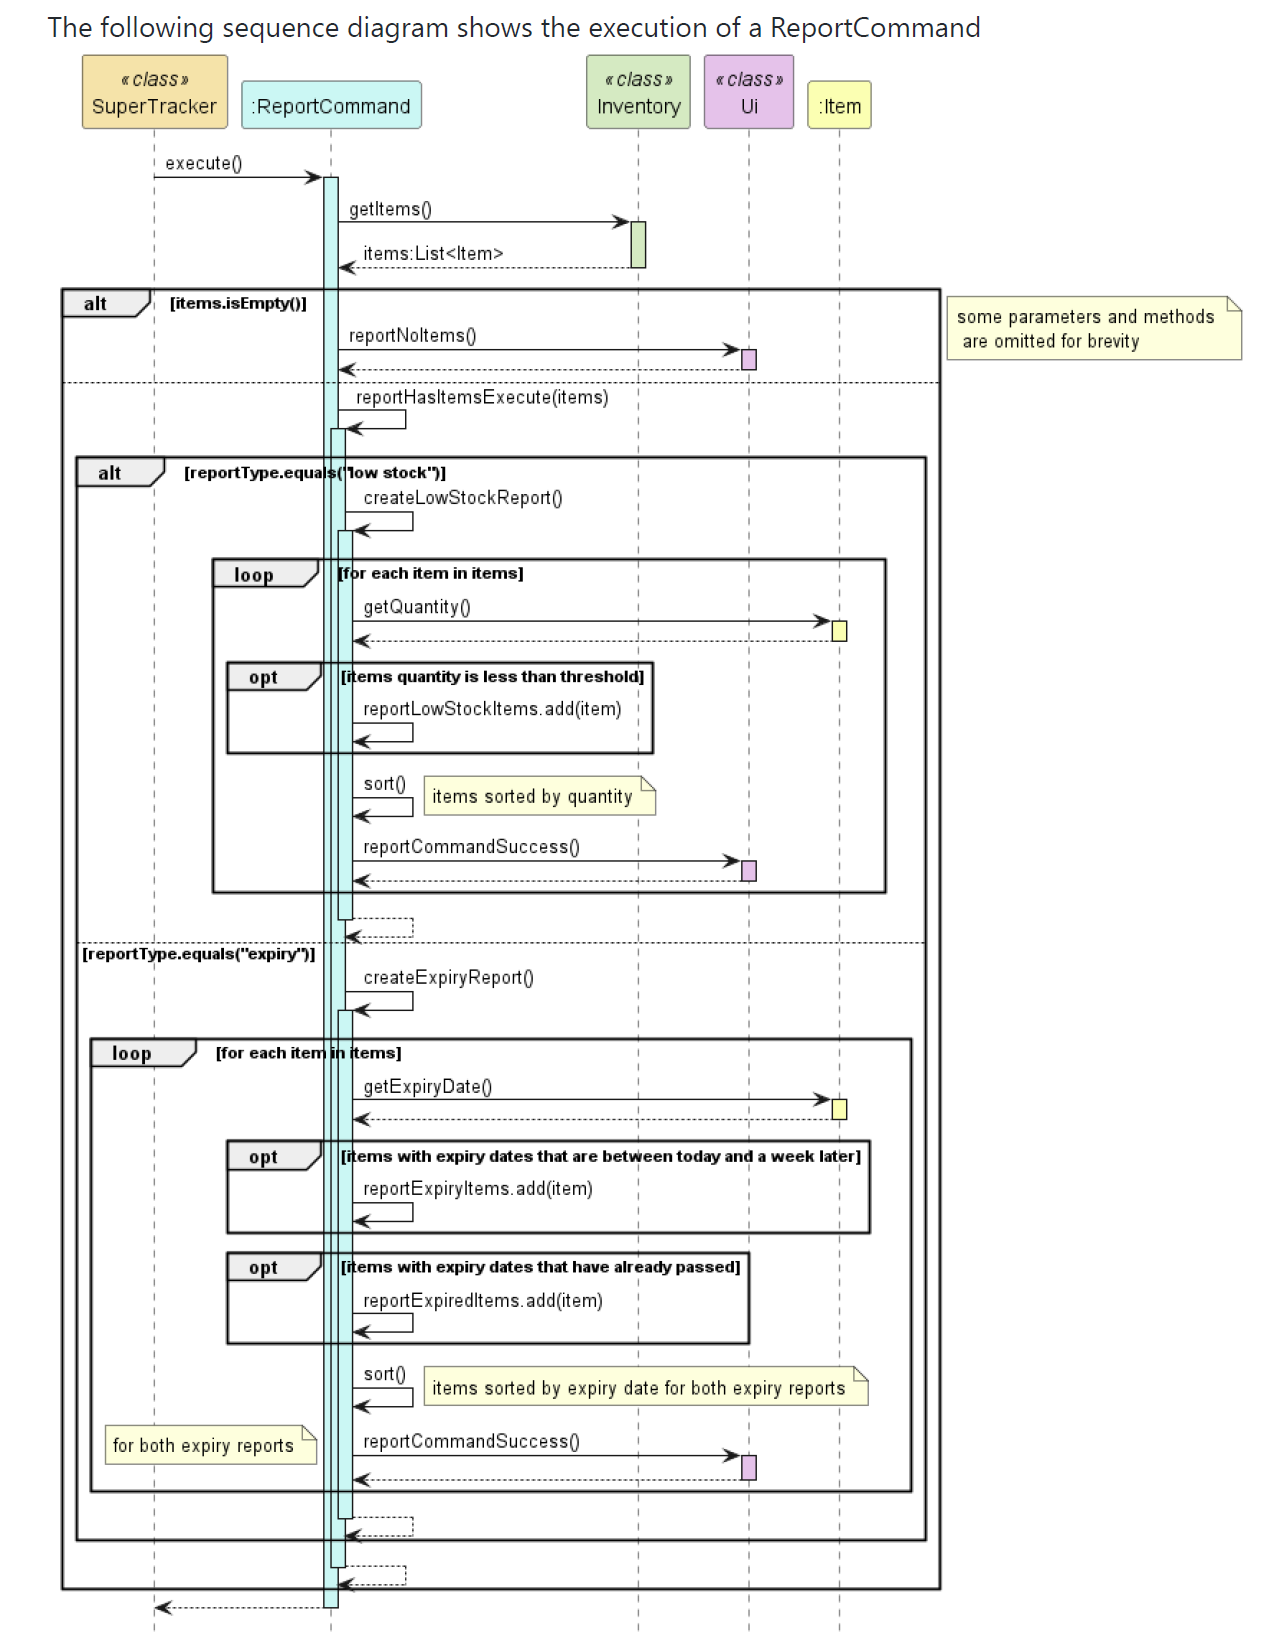 The following sequence diagram shows the execution of a ReportCommand
«class»
SuperTracker
:ReportCommand
«class»
Inventory
«class»
Ui
:Item
execute()
getItems()
items:List<Item>
alt
[items.isEmpty()]
some parameters and methods
are omitted for brevity
reportNoItems()
reportHasItemsExecute(items)
alt
[reportType.equals("low stock")]
createLowStockReport()
loop
[for each item in items]
getQuantity()
opt
[items quantity is less than threshold]
reportLowStockItems.add(item)
sort()
items sorted by quantity
reportCommandSuccess()
[reportType.equals("expiry")]
createExpiryReport()
loop
[for each item in items]
getExpiryDate()
opt
[items with expiry dates that are between today and a week later]
reportExpiryItems.add(item)
opt
[items with expiry dates that have already passed]
reportExpiredItems.add(item)
sort()
items sorted by expiry date for both expiry reports
for both expiry reports
reportCommandSuccess()